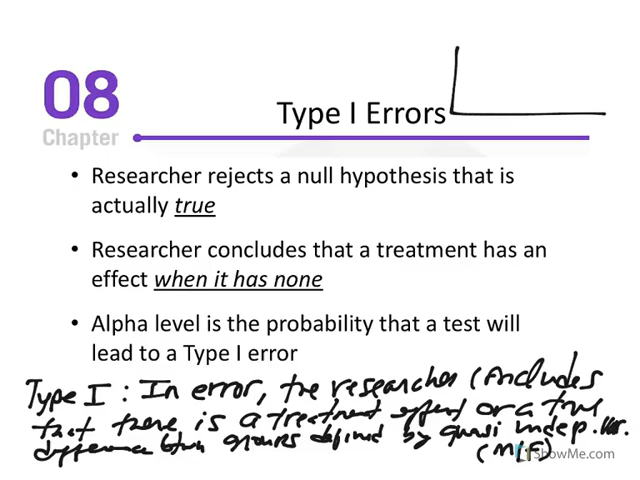 08
Chapter
Type I Errors
• Researcher rejects a null hypothesis that is
actually true
• Researcher concludes that a treatment has an
effect when it has none
• Alpha level is the probability that a test will
lead to a Type I error
Type I : In error, the researcher concludes
that there is a treatment effect or a true
difference btwn groups defined by quasi indep. Var.
(M/F)
ShowMe.com